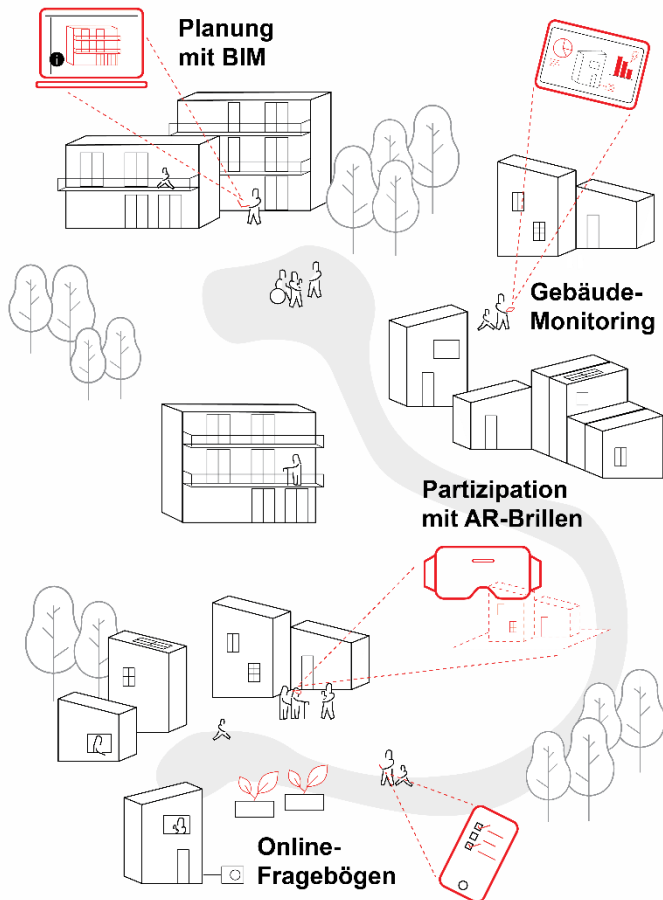 Planung
mit BIM
i
Gebäude-
Monitoring
Partizipation
mit AR-Brillen
Online-
Fragebögen